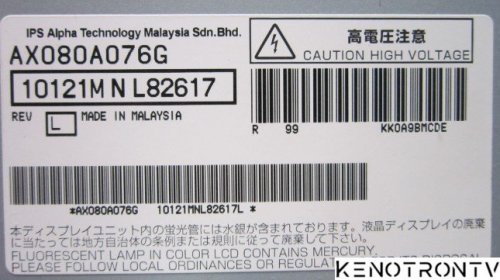 IPS Alpha Technology Malaysia Sdn.Bhd.
AX080A076G
10121M N L82617
REV L MADE IN MALAYSIA
高電圧注意
CAUTION HIGH VOLTAGE
R 99 KK0A9BMCDE
*AX080A076G 10121MNL82617L *
本ディスプレイユニット内の蛍光管には水銀が含まれております。液晶ディスプレイの廃棄
に当たっては地方自治体の条例または規則に従って廃棄して下さい。
FLUORESCENT LAMP IN COLOR LCD CONTAINS MERCURY.
ORDINANCES OR REGULATIONS
KENOTRONTV